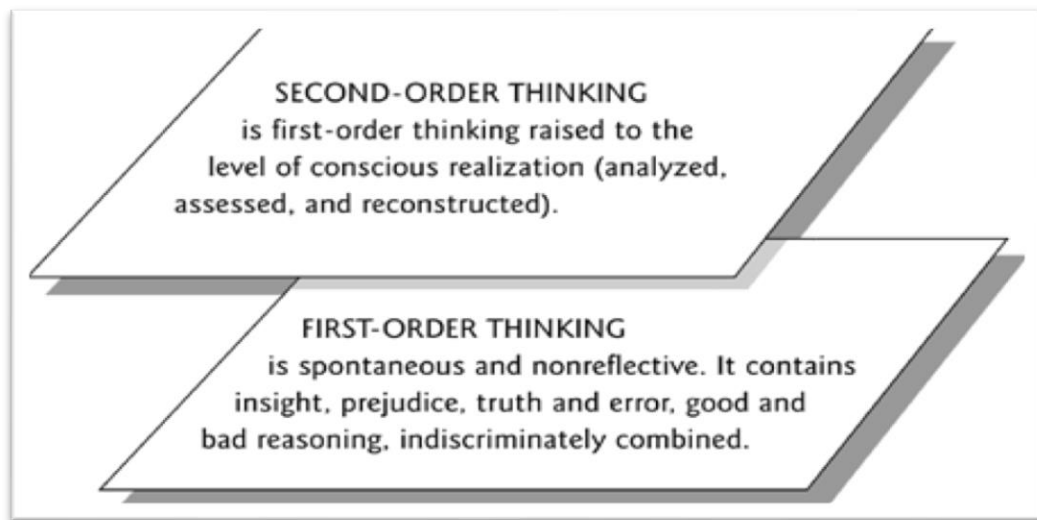 SECOND-ORDER THINKING
is first-order thinking raised to the
level of conscious realization (analyzed,
assessed, and reconstructed).
FIRST-ORDER THINKING
is spontaneous and nonreflective. It contains
insight, prejudice, truth and error, good and
bad reasoning, indiscriminately combined.